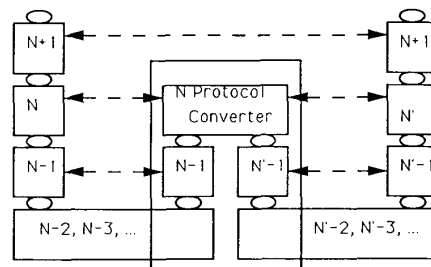 N+1 N+1
N N Protocol Converter N'
N-1 N-1 N'-1 N'-1
N-2, N-3, ... N'-2, N'-3, ...